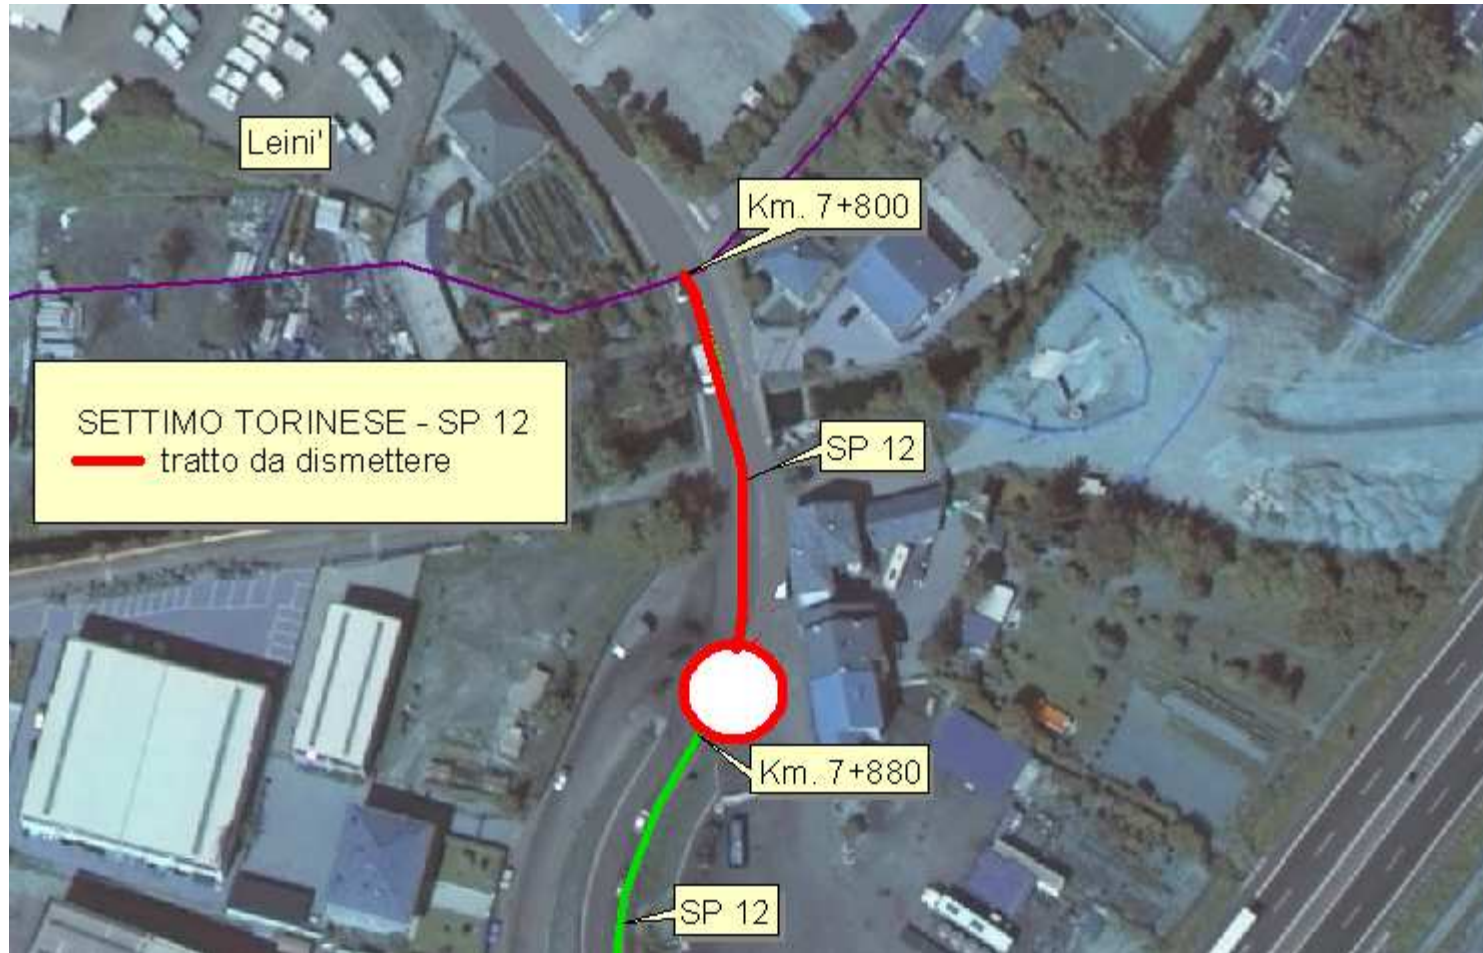 Leini'
Km. 7+800
SETTIMO TORINESE - SP 12
tratto da dismettere
SP 12
Km. 7+880
SP 12